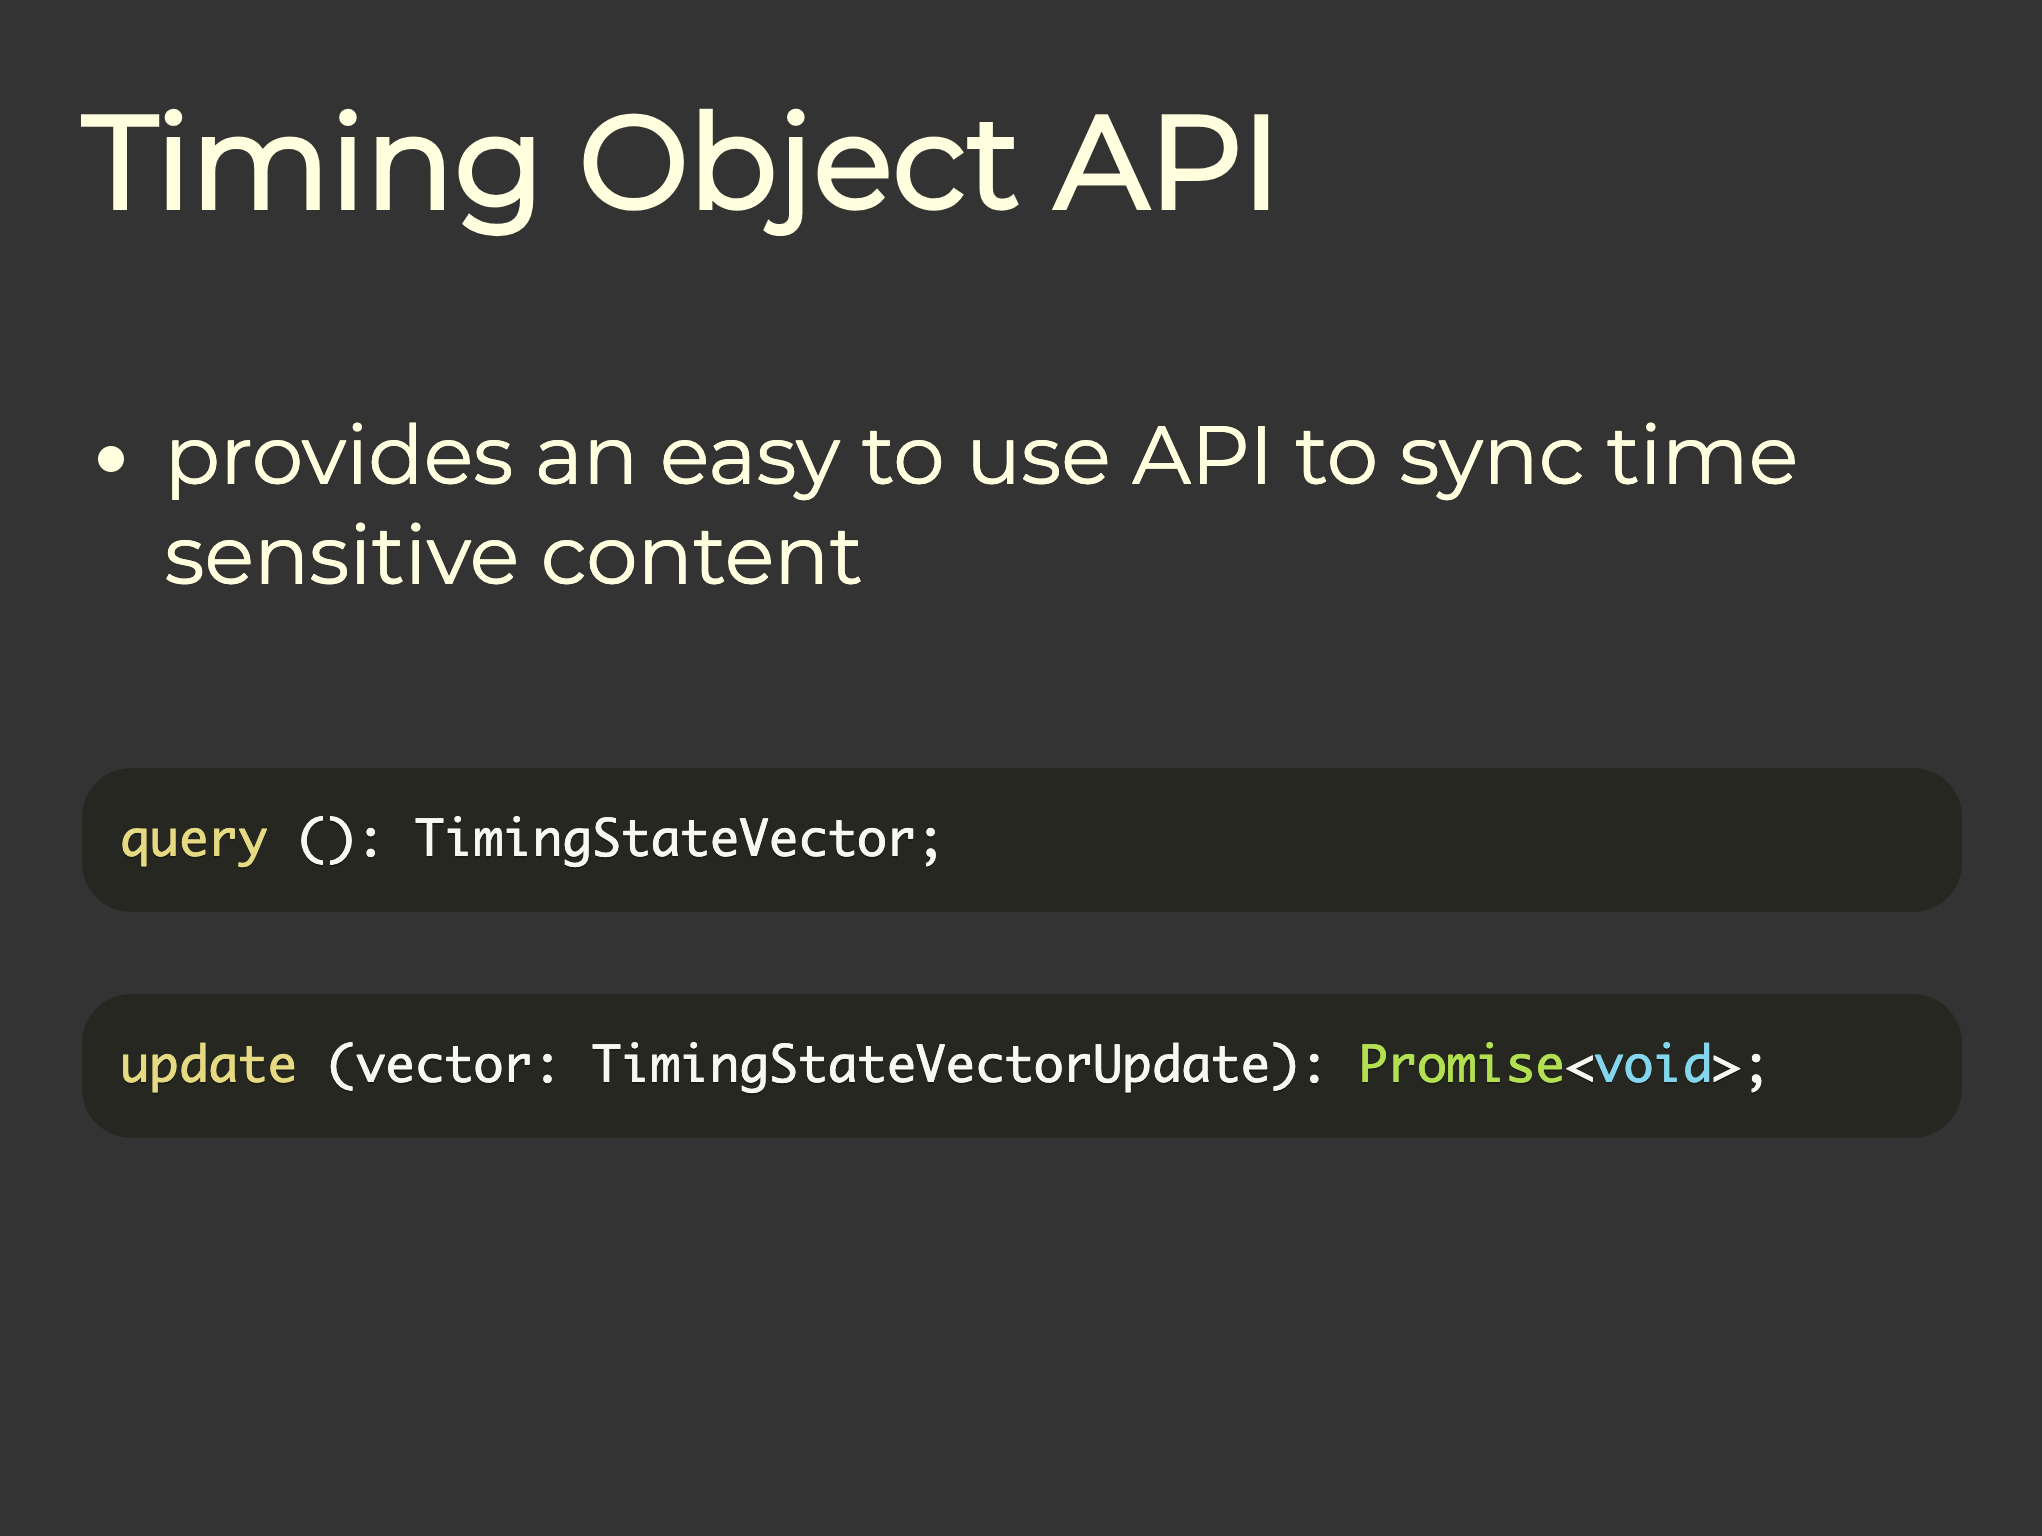 Timing Object API
• provides an easy to use API to sync time
sensitive content
query (): TimingStateVector;
update (vector: TimingStateVectorUpdate): Promise<void>;